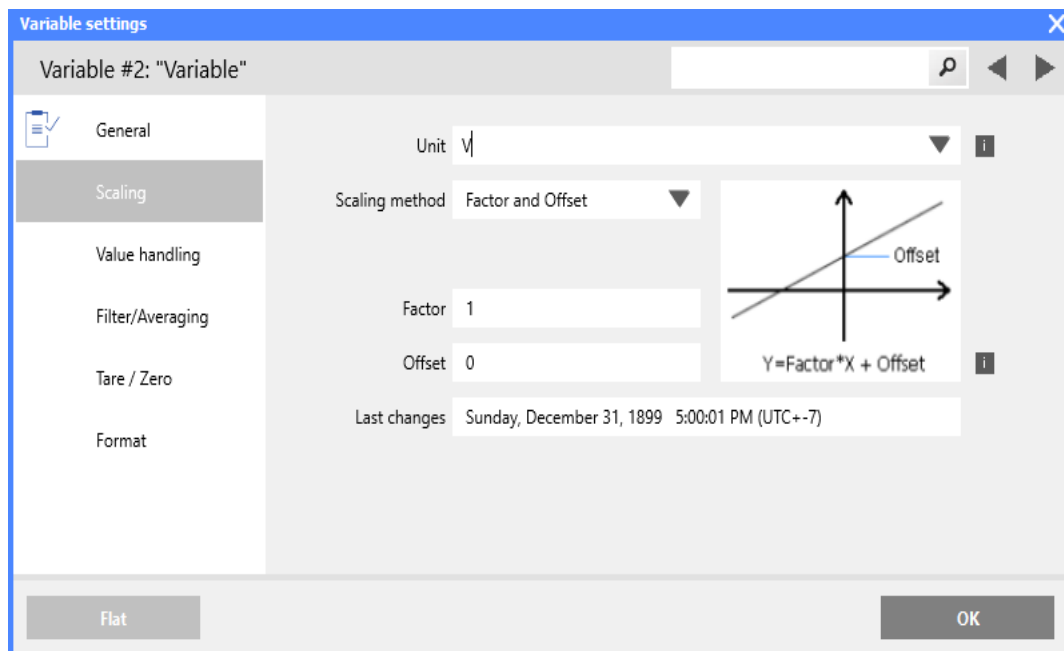 Variable settings
X
Variable #2: "Variable"
General
Scaling
Value handling
Filter/Averaging
Tare / Zero
Format
Unit V
Scaling method Factor and Offset
Offset
Y=Factor*X + Offset
Factor 1
Offset 0
Last changes Sunday, December 31, 1899 5:00:01 PM (UTC+-7)
Flat
OK